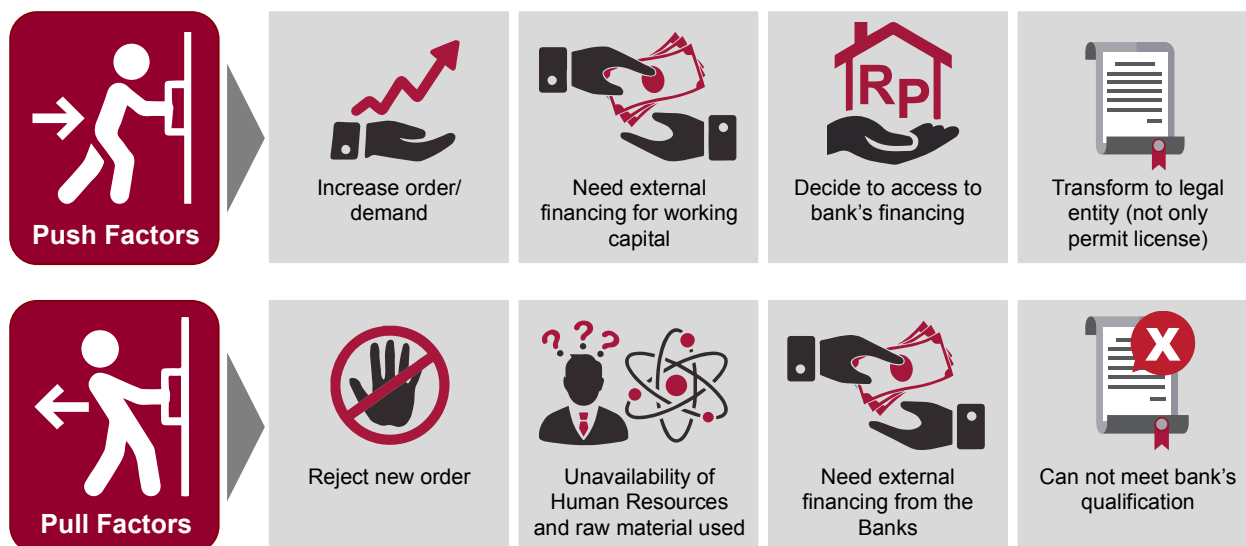 Push Factors
Increase order/
demand
Need external
financing for working
capital
RP
Decide to access to
bank's financing
Transform to legal
entity (not only
permit license)
Pull Factors
Reject new order
? ? ?
Unavailability of
Human Resources
and raw material used
Need external
financing from the
Banks
X
Can not meet bank's
qualification